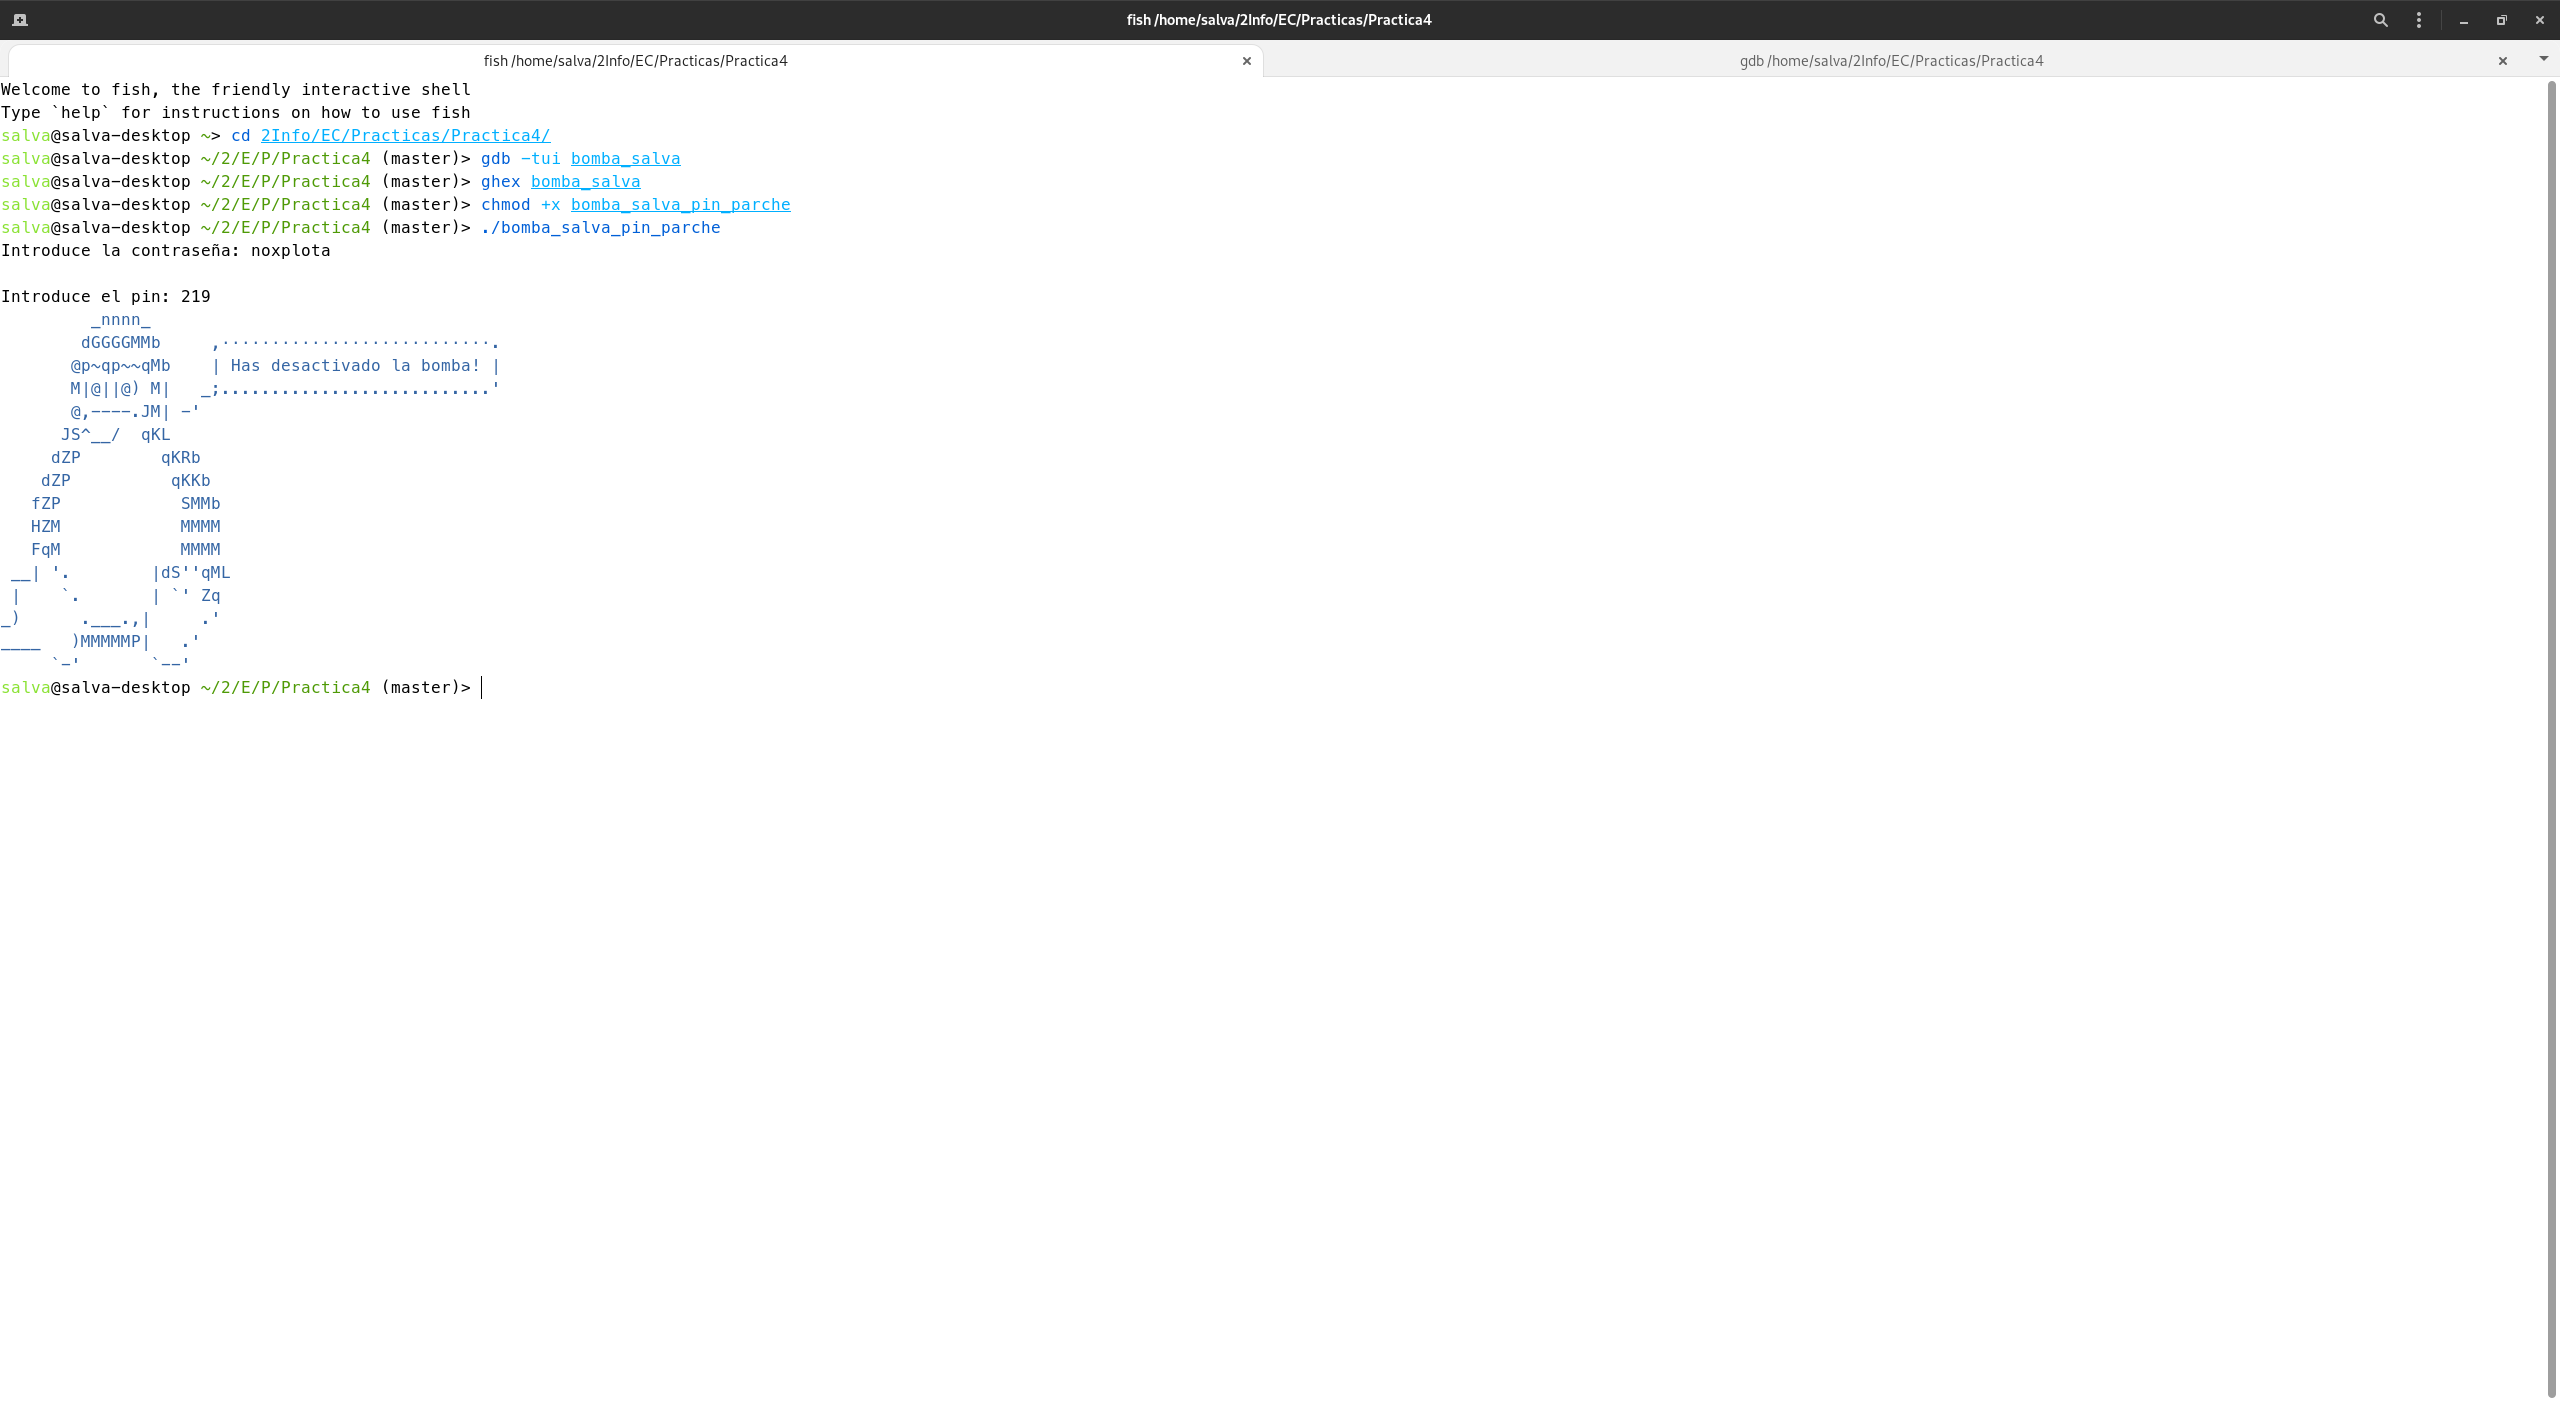 fish /home/salva/2Info/EC/Practicas/Practica4
fish /home/salva/2Info/EC/Practicas/Practica4
gdb /home/salva/2Info/EC/Practicas/Practica4
Welcome to fish, the friendly interactive shell
Type `help` for instructions on how to use fish
salva@salva-desktop ~> cd 2Info/EC/Practicas/Practica4/
salva@salva-desktop ~/2/E/P/Practica4 (master)> gdb -tui bomba_salva
salva@salva-desktop ~/2/E/P/Practica4 (master)> ghex bomba_salva
salva@salva-desktop ~/2/E/P/Practica4 (master)> chmod +x bomba_salva_pin_parche
salva@salva-desktop ~/2/E/P/Practica4 (master)> ./bomba_salva_pin_parche
Introduce la contraseña: noxplota
Introduce el pin: 219
         _nnnn_
        dGGGGMMb     ,···························.
       @p~qp~~qMb    | Has desactivado la bomba! |
       M|@||@) M|   _;...........................'
       @,----.JM| -'
      JS^__/  qKL
     dZP        qKRb
    dZP          qKKb
   fZP            SMMb
   HZM            MMMM
   FqM            MMMM
 __| '.        |dS''qML
 |    `.       | `' Zq
_)      .___.,|     .'
____   )MMMMMP|   .'
     `-'       `--'
salva@salva-desktop ~/2/E/P/Practica4 (master)>